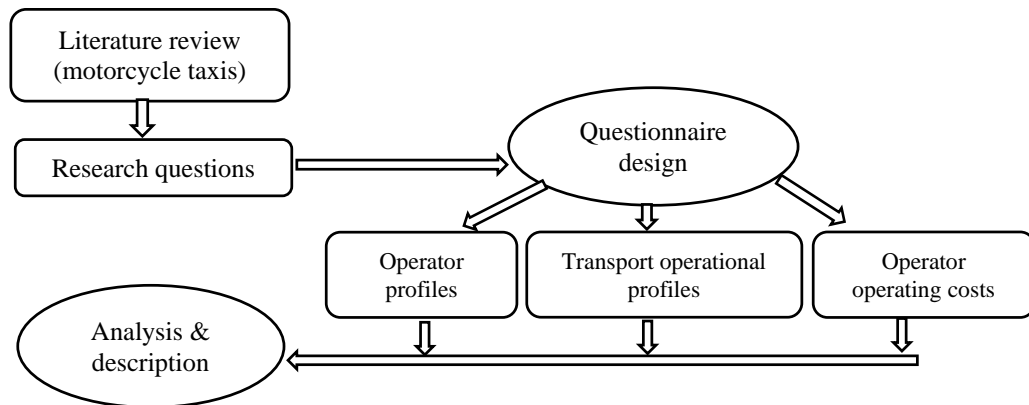 Literature review
(motorcycle taxis)
Research questions
Questionnaire
design
Operator
profiles
Transport operational
profiles
Operator
operating costs
Analysis &
description